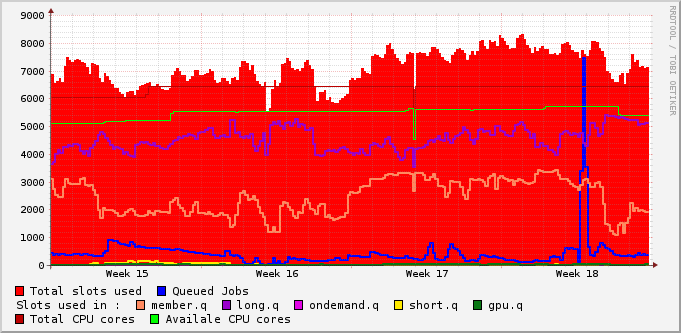 9000
8000
7000
6000
5000
4000
3000
2000
1000
0
Week 15 Week 16 Week 17 Week 18
Total slots used Queued Jobs
Slots used in : member.q long.q ondemand.q short.q gpu.q
Total CPU cores Availale CPU cores
RRDTOOL / TOBI OETIKER